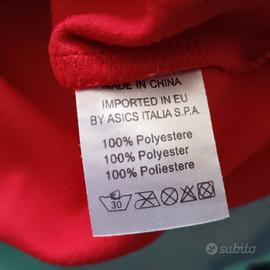 MADE IN CHINA
IMPORTED IN EU
BY ASICS ITALIA S.P.A.
100% Polyestere
100% Polyester
100% Poliestere
30
subito